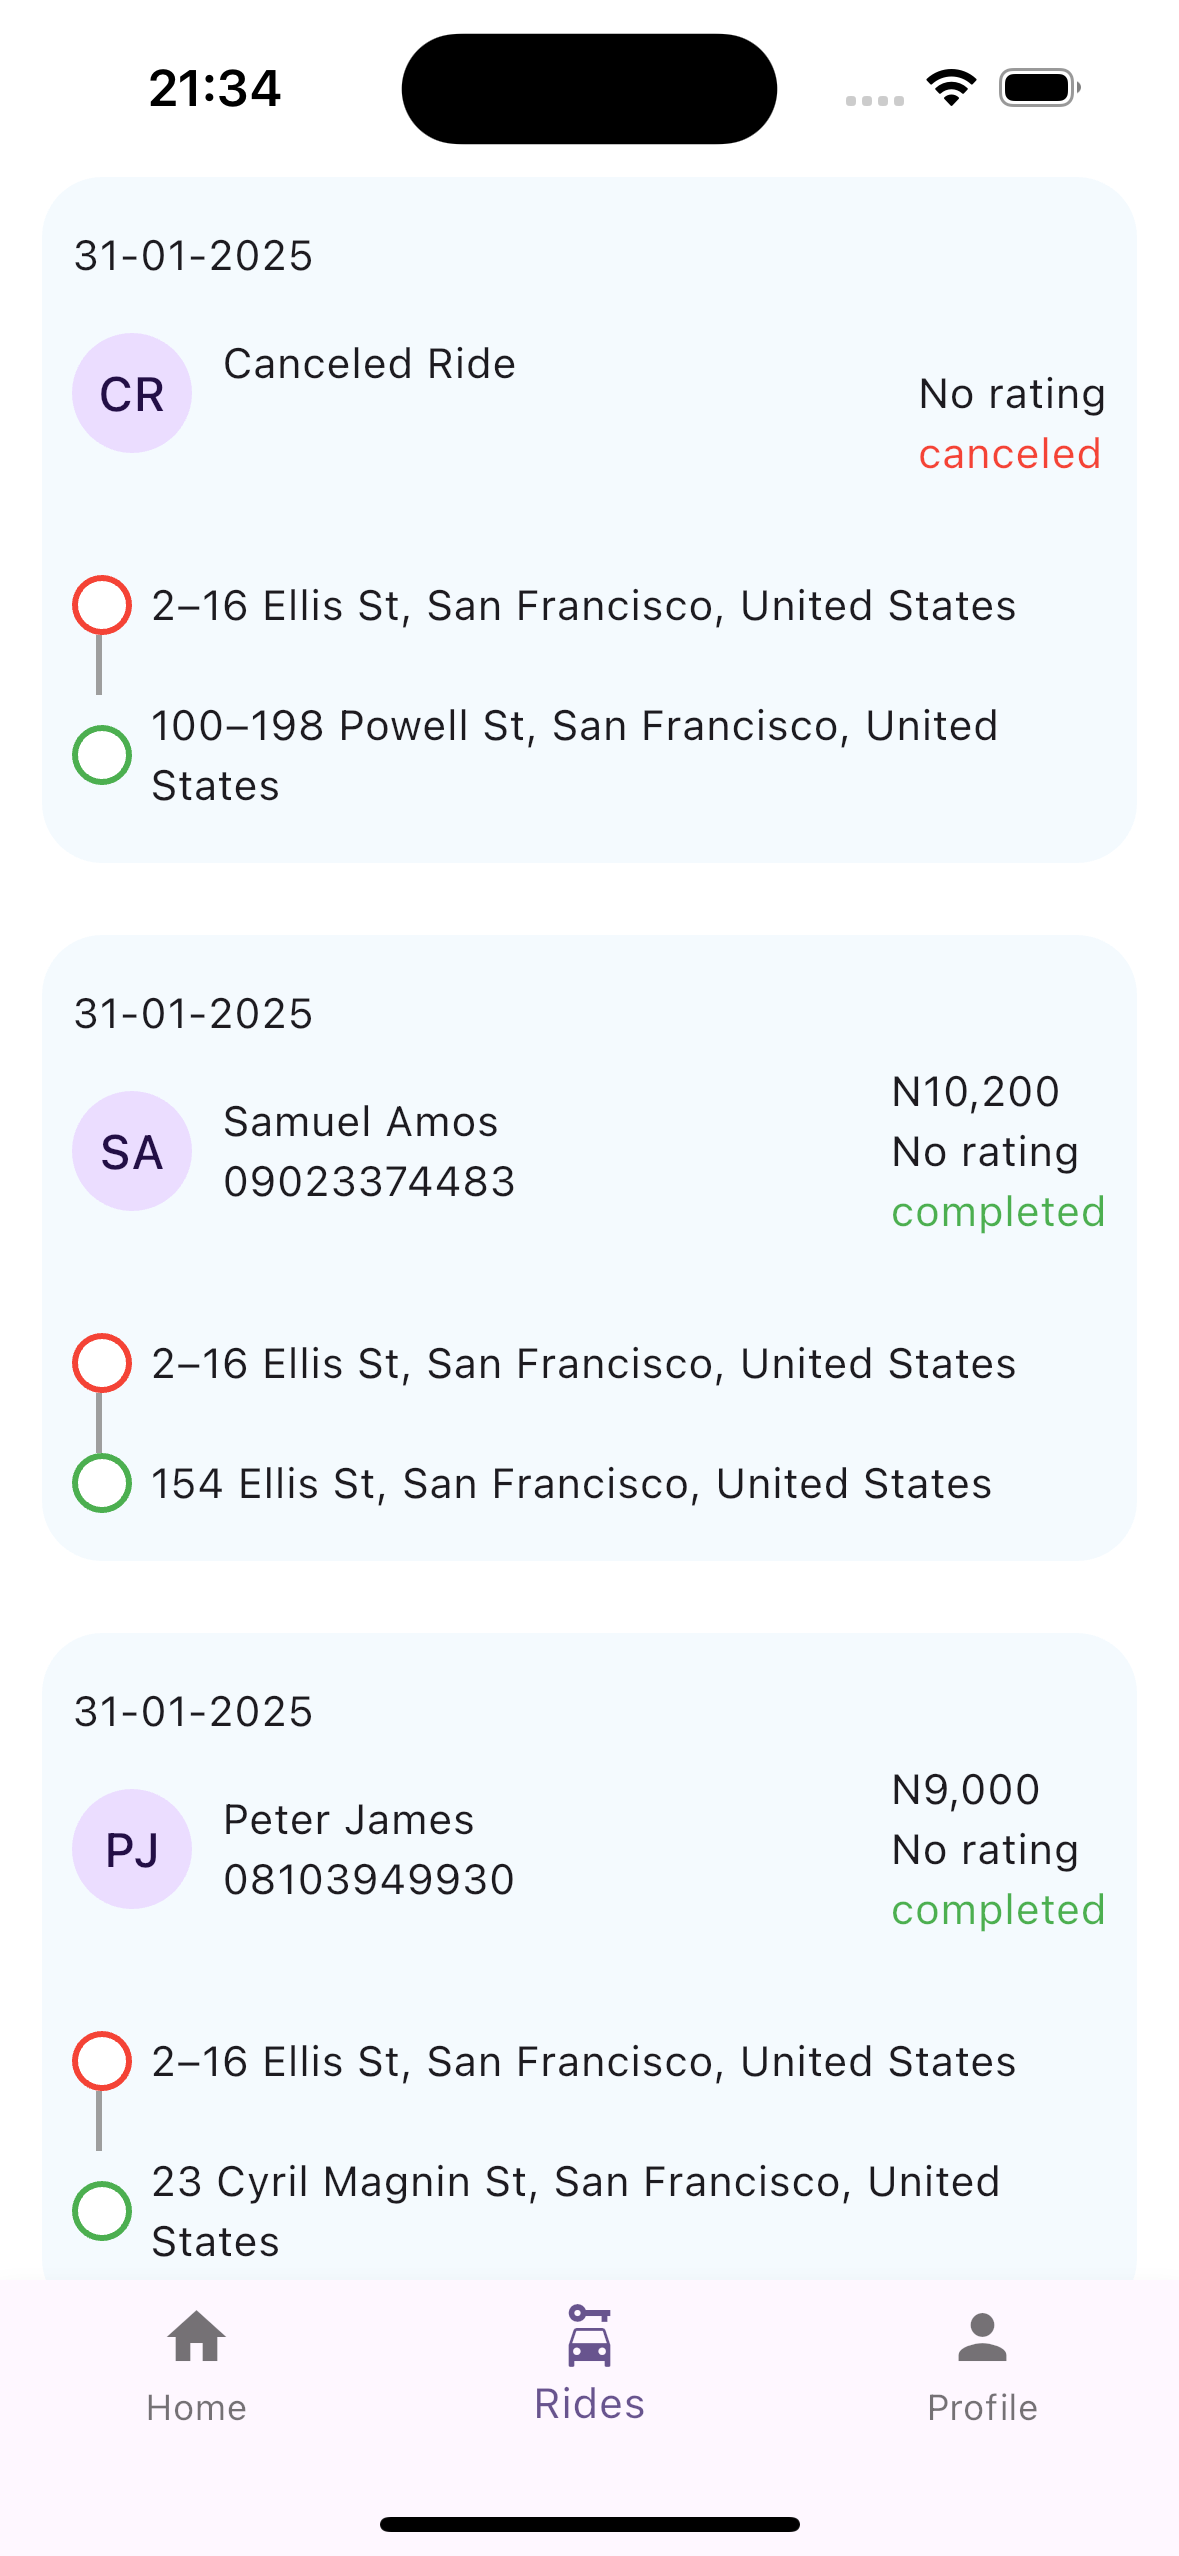 21:34
31-01-2025
CR
Canceled Ride
No rating
canceled
2–16 Ellis St, San Francisco, United States
100–198 Powell St, San Francisco, United
States
31-01-2025
SA
Samuel Amos
09023374483
N10,200
No rating
completed
2–16 Ellis St, San Francisco, United States
154 Ellis St, San Francisco, United States
31-01-2025
PJ
Peter James
08103949930
N9,000
No rating
completed
2–16 Ellis St, San Francisco, United States
23 Cyril Magnin St, San Francisco, United
States
Home
Rides
Profile